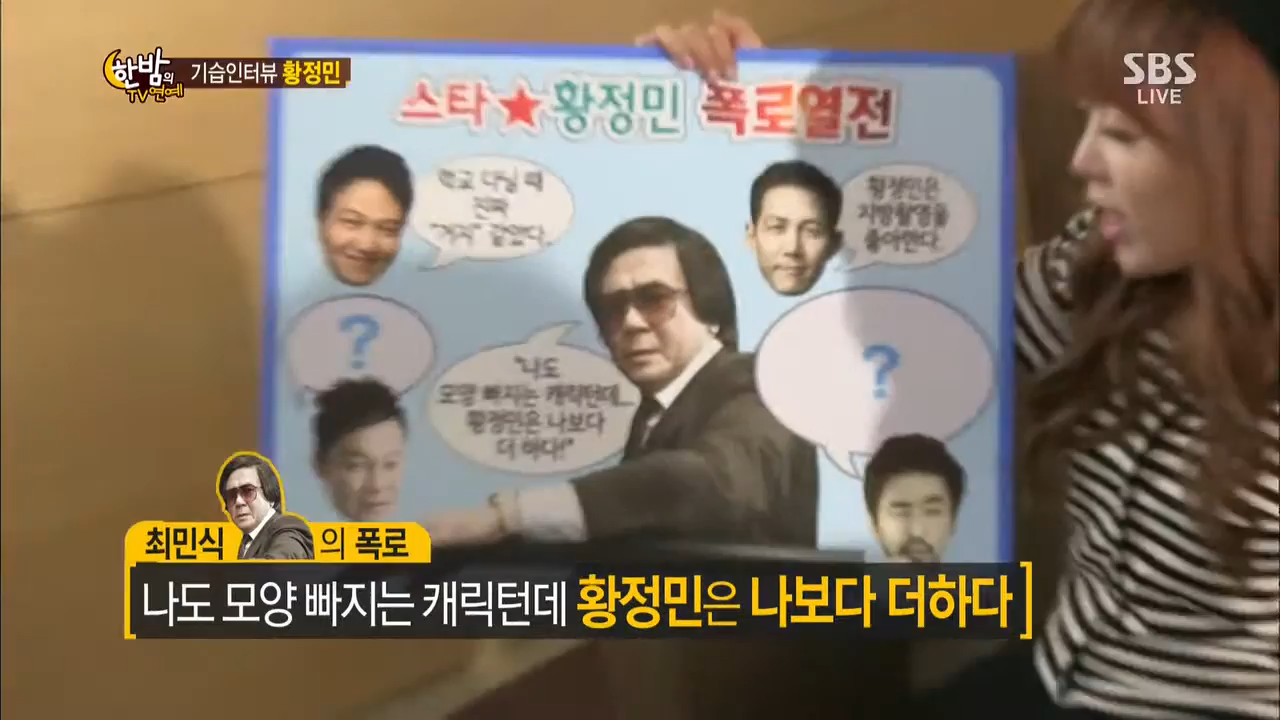 한밤의
TV연예
기습인터뷰 황정민
SBS
LIVE
스타★황정민 폭로열전
학교 다닐 때
진짜
"거지" 같았다.
황정민은
지방촬영을
좋아한다.
?
"나도
모양 빠지는 캐릭턴데...
황정민은 나보다
더 하다!"
?
최민식의 폭로
[나도 모양 빠지는 캐릭턴데 황정민은 나보다 더하다]